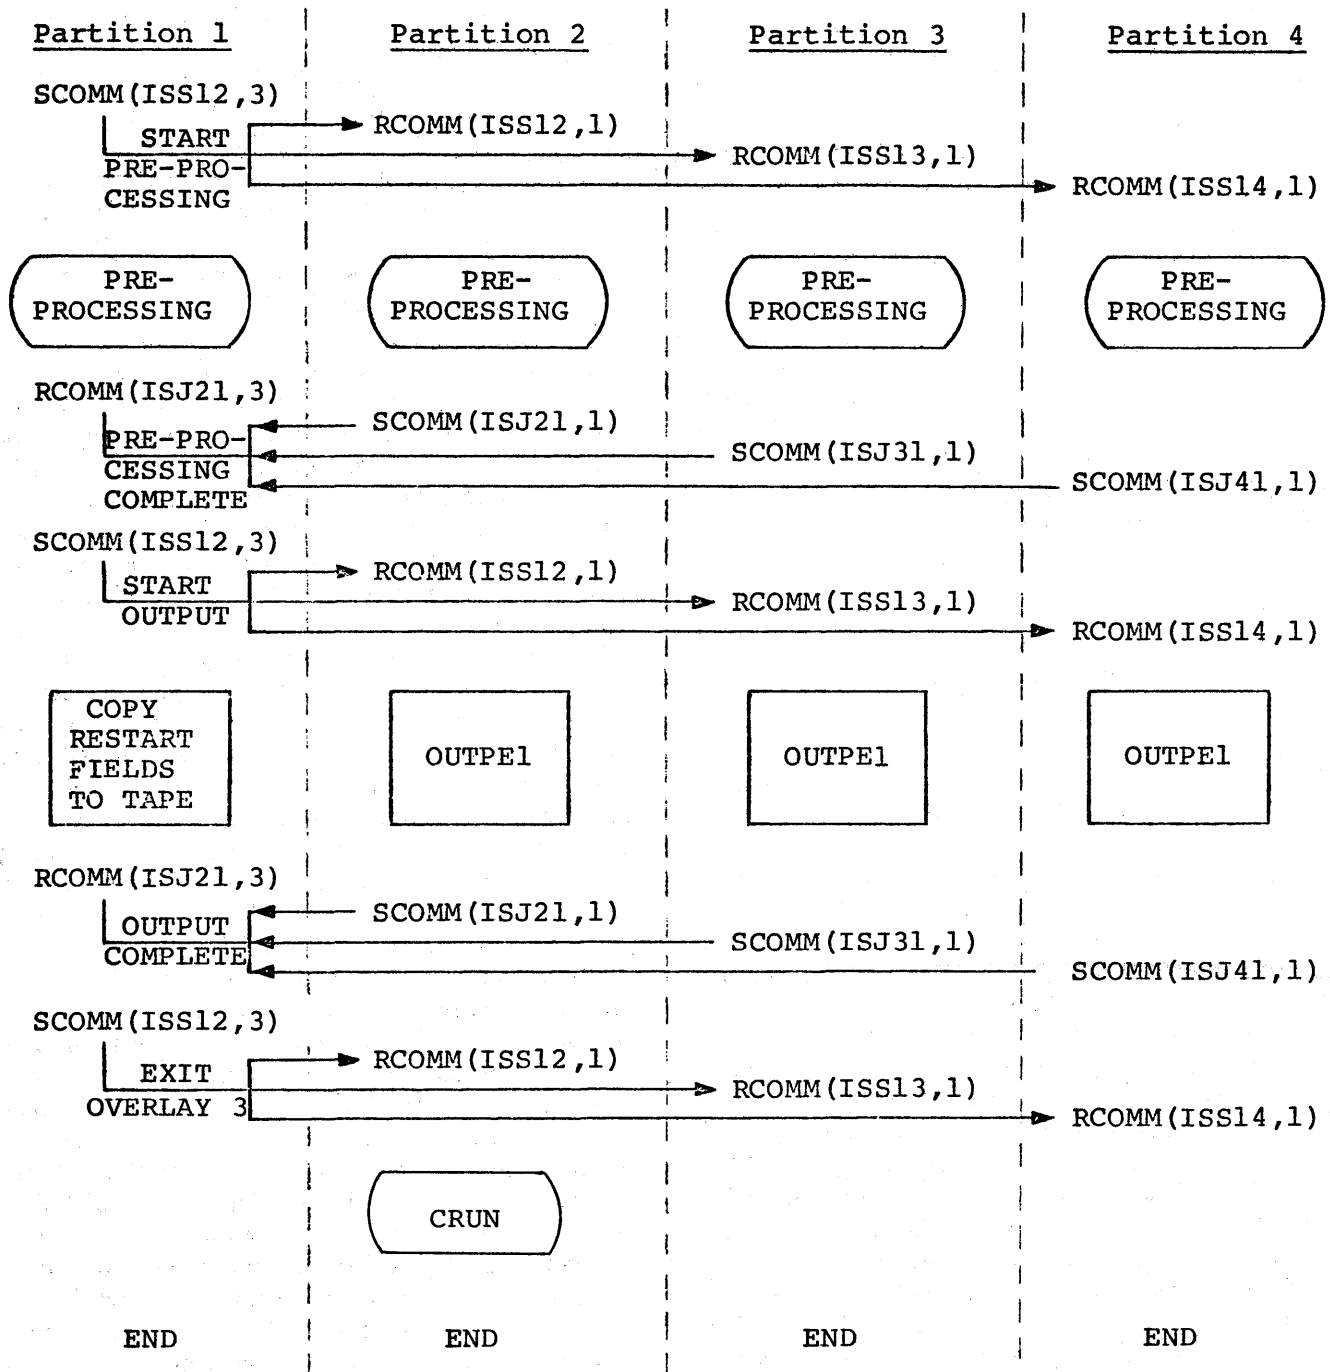 Partition 1 Partition 2 Partition 3 Partition 4
SCOMM(ISS12,3)
RCOMM(ISS12,1)
START
RCOMM(ISS13,1)
PRE-PRO-
RCOMM(ISS14,1)
CESSING
PRE- PRE- PRE- PRE-
PROCESSING PROCESSING PROCESSING PROCESSING
RCOMM(ISJ21,3)
SCOMM(ISJ21,1)
PRE-PRO-
SCOMM(ISJ31,1)
CESSING
SCOMM(ISJ41,1)
COMPLETE
SCOMM(ISS12,3)
RCOMM(ISS12,1)
START
RCOMM(ISS13,1)
OUTPUT
RCOMM(ISS14,1)
COPY
RESTART
FIELDS
TO TAPE
OUTPE1 OUTPE1 OUTPE1
RCOMM(ISJ21,3)
SCOMM(ISJ21,1)
OUTPUT
SCOMM(ISJ31,1)
COMPLETE
SCOMM(ISJ41,1)
SCOMM(ISS12,3)
RCOMM(ISS12,1)
EXIT
RCOMM(ISS13,1)
OVERLAY 3
RCOMM(ISS14,1)
CRUN
END END END END